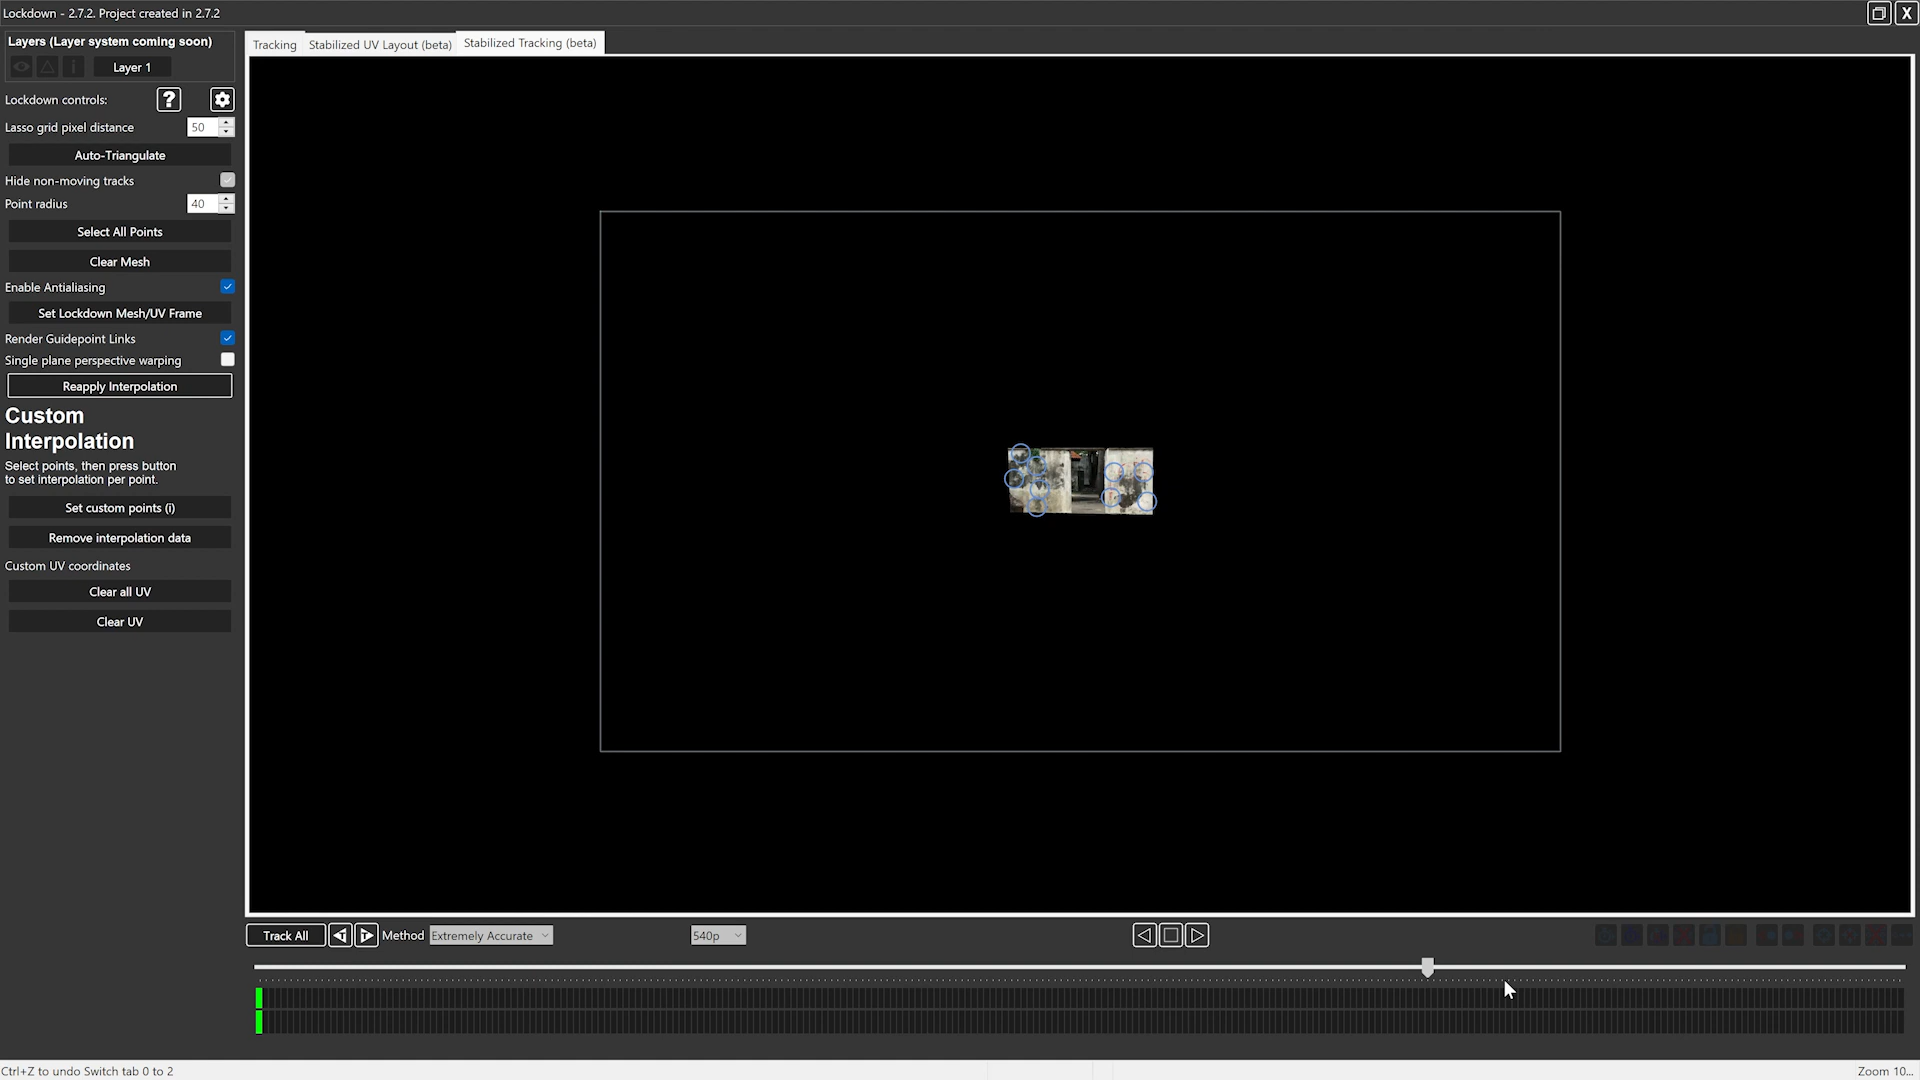 Lockdown - 2.7.2. Project created in 2.7.2
X
Layers (Layer system coming soon)
Layer 1
Tracking
Stabilized UV Layout (beta)
Stabilized Tracking (beta)
Lockdown controls:
?
Lasso grid pixel distance
50
Auto-Triangulate
Hide non-moving tracks
Point radius
40
Select All Points
Clear Mesh
Enable Antialiasing
Set Lockdown Mesh/UV Frame
Render Guidepoint Links
Single plane perspective warping
Reapply Interpolation
Custom
Interpolation
Select points, then press button
to set interpolation per point.
Set custom points (i)
Remove interpolation data
Custom UV coordinates
Clear all UV
Clear UV
Track All
Method
Extremely Accurate
540p
Ctrl+Z to undo Switch tab 0 to 2
Zoom 10...